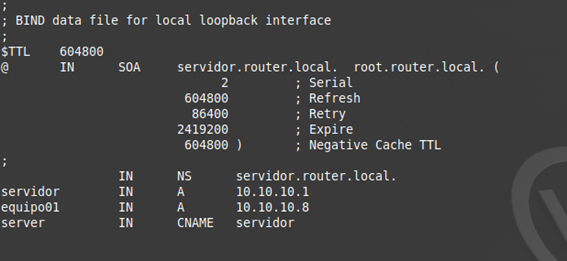 ;
; BIND data file for local loopback interface
;
$TTL    604800
@       IN      SOA     servidor.router.local.  root.router.local. (
                              2         ; Serial
                         604800         ; Refresh
                          86400         ; Retry
                        2419200         ; Expire
                         604800 )       ; Negative Cache TTL
;
                IN      NS      servidor.router.local.
servidor        IN      A       10.10.10.1
equipo01        IN      A       10.10.10.8
server          IN      CNAME   servidor